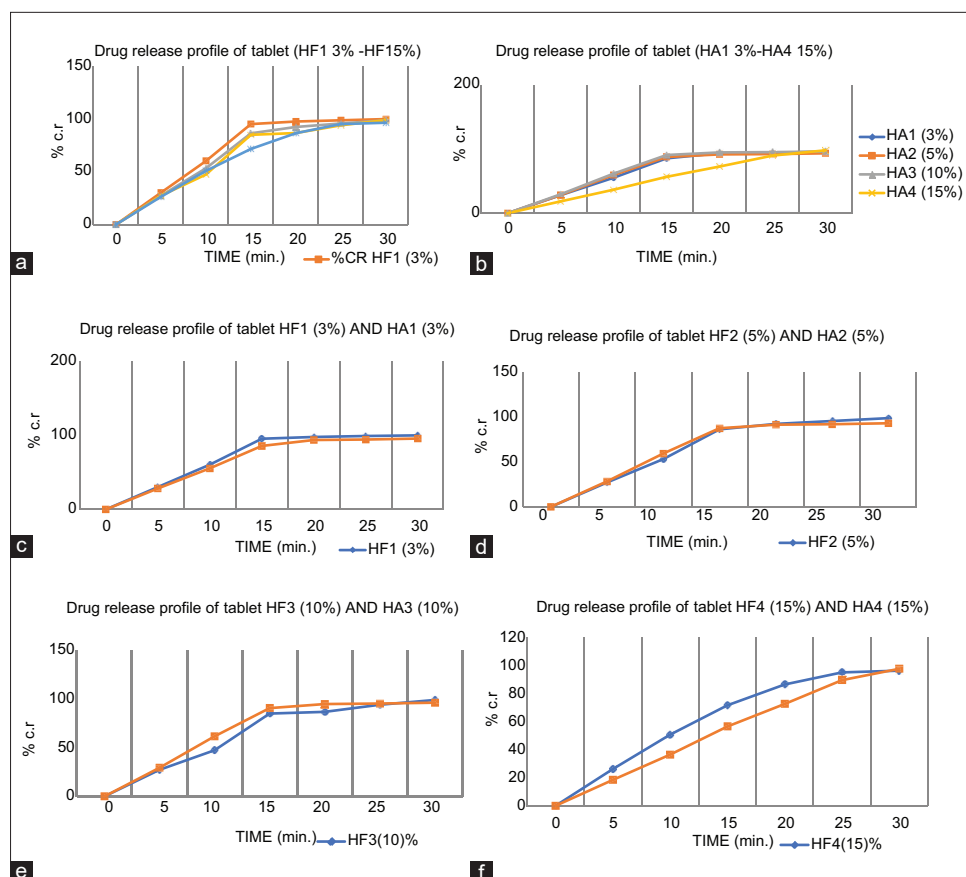 Drug release profile of tablet (HF1 3% -HF15%)
150
100
50
0
% c.r
0 5 10 15 20 25 30
TIME (min.)
%CR HF1 (3%)
a
Drug release profile of tablet (HA1 3%-HA4 15%)
200
0
% c.r
0 5 10 15 20 25 30
TIME (min.)
HA1 (3%)
HA2 (5%)
HA3 (10%)
HA4 (15%)
b
Drug release profile of tablet HF1 (3%) AND HA1 (3%)
200
100
0
% c.r
0 5 10 15 20 25 30
TIME (min.)
HF1 (3%)
c
Drug release profile of tablet HF2 (5%) AND HA2 (5%)
150
100
50
0
% c.r
0 5 10 15 20 25 30
TIME (min.)
HF2 (5%)
d
Drug release profile of tablet HF3 (10%) AND HA3 (10%)
150
100
50
0
% c.r
0 5 10 15 20 25 30
TIME (min.)
HF3(10)%
e
Drug release profile of tablet HF4 (15%) AND HA4 (15%)
120
100
80
60
40
20
0
% c.r
0 5 10 15 20 25 30
TIME (min.)
HF4(15)%
f